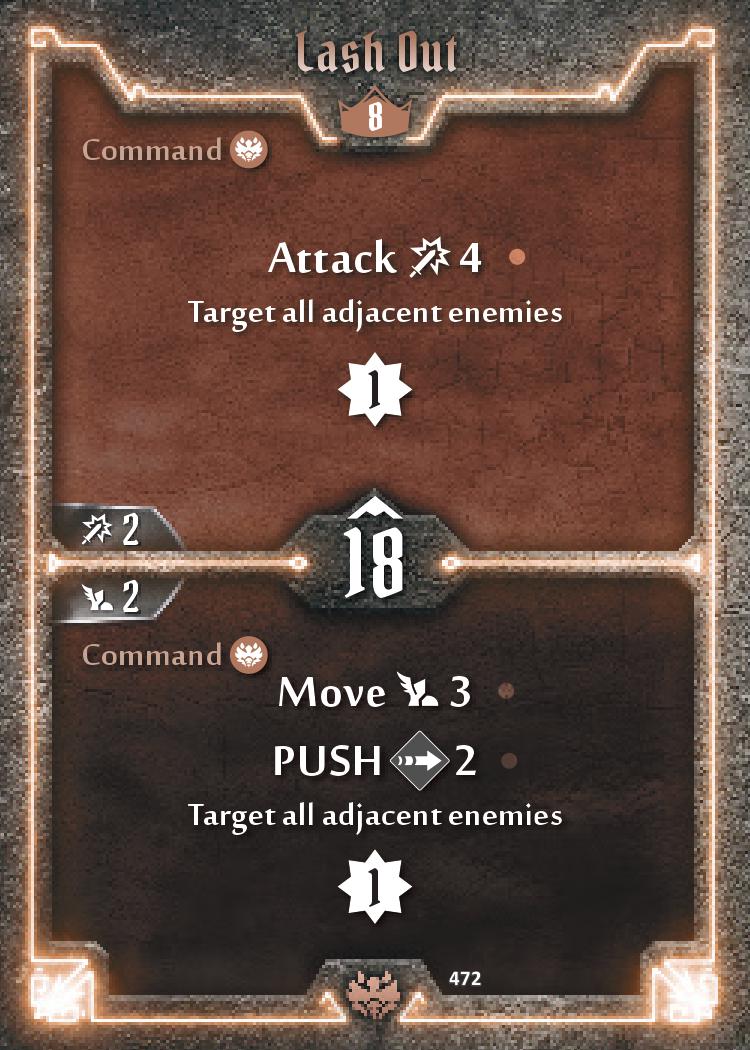 Lash Out
8
Command
Attack 4
Target all adjacent enemies
1
2
18
2
Command
Move 3
PUSH 2
Target all adjacent enemies
1
472